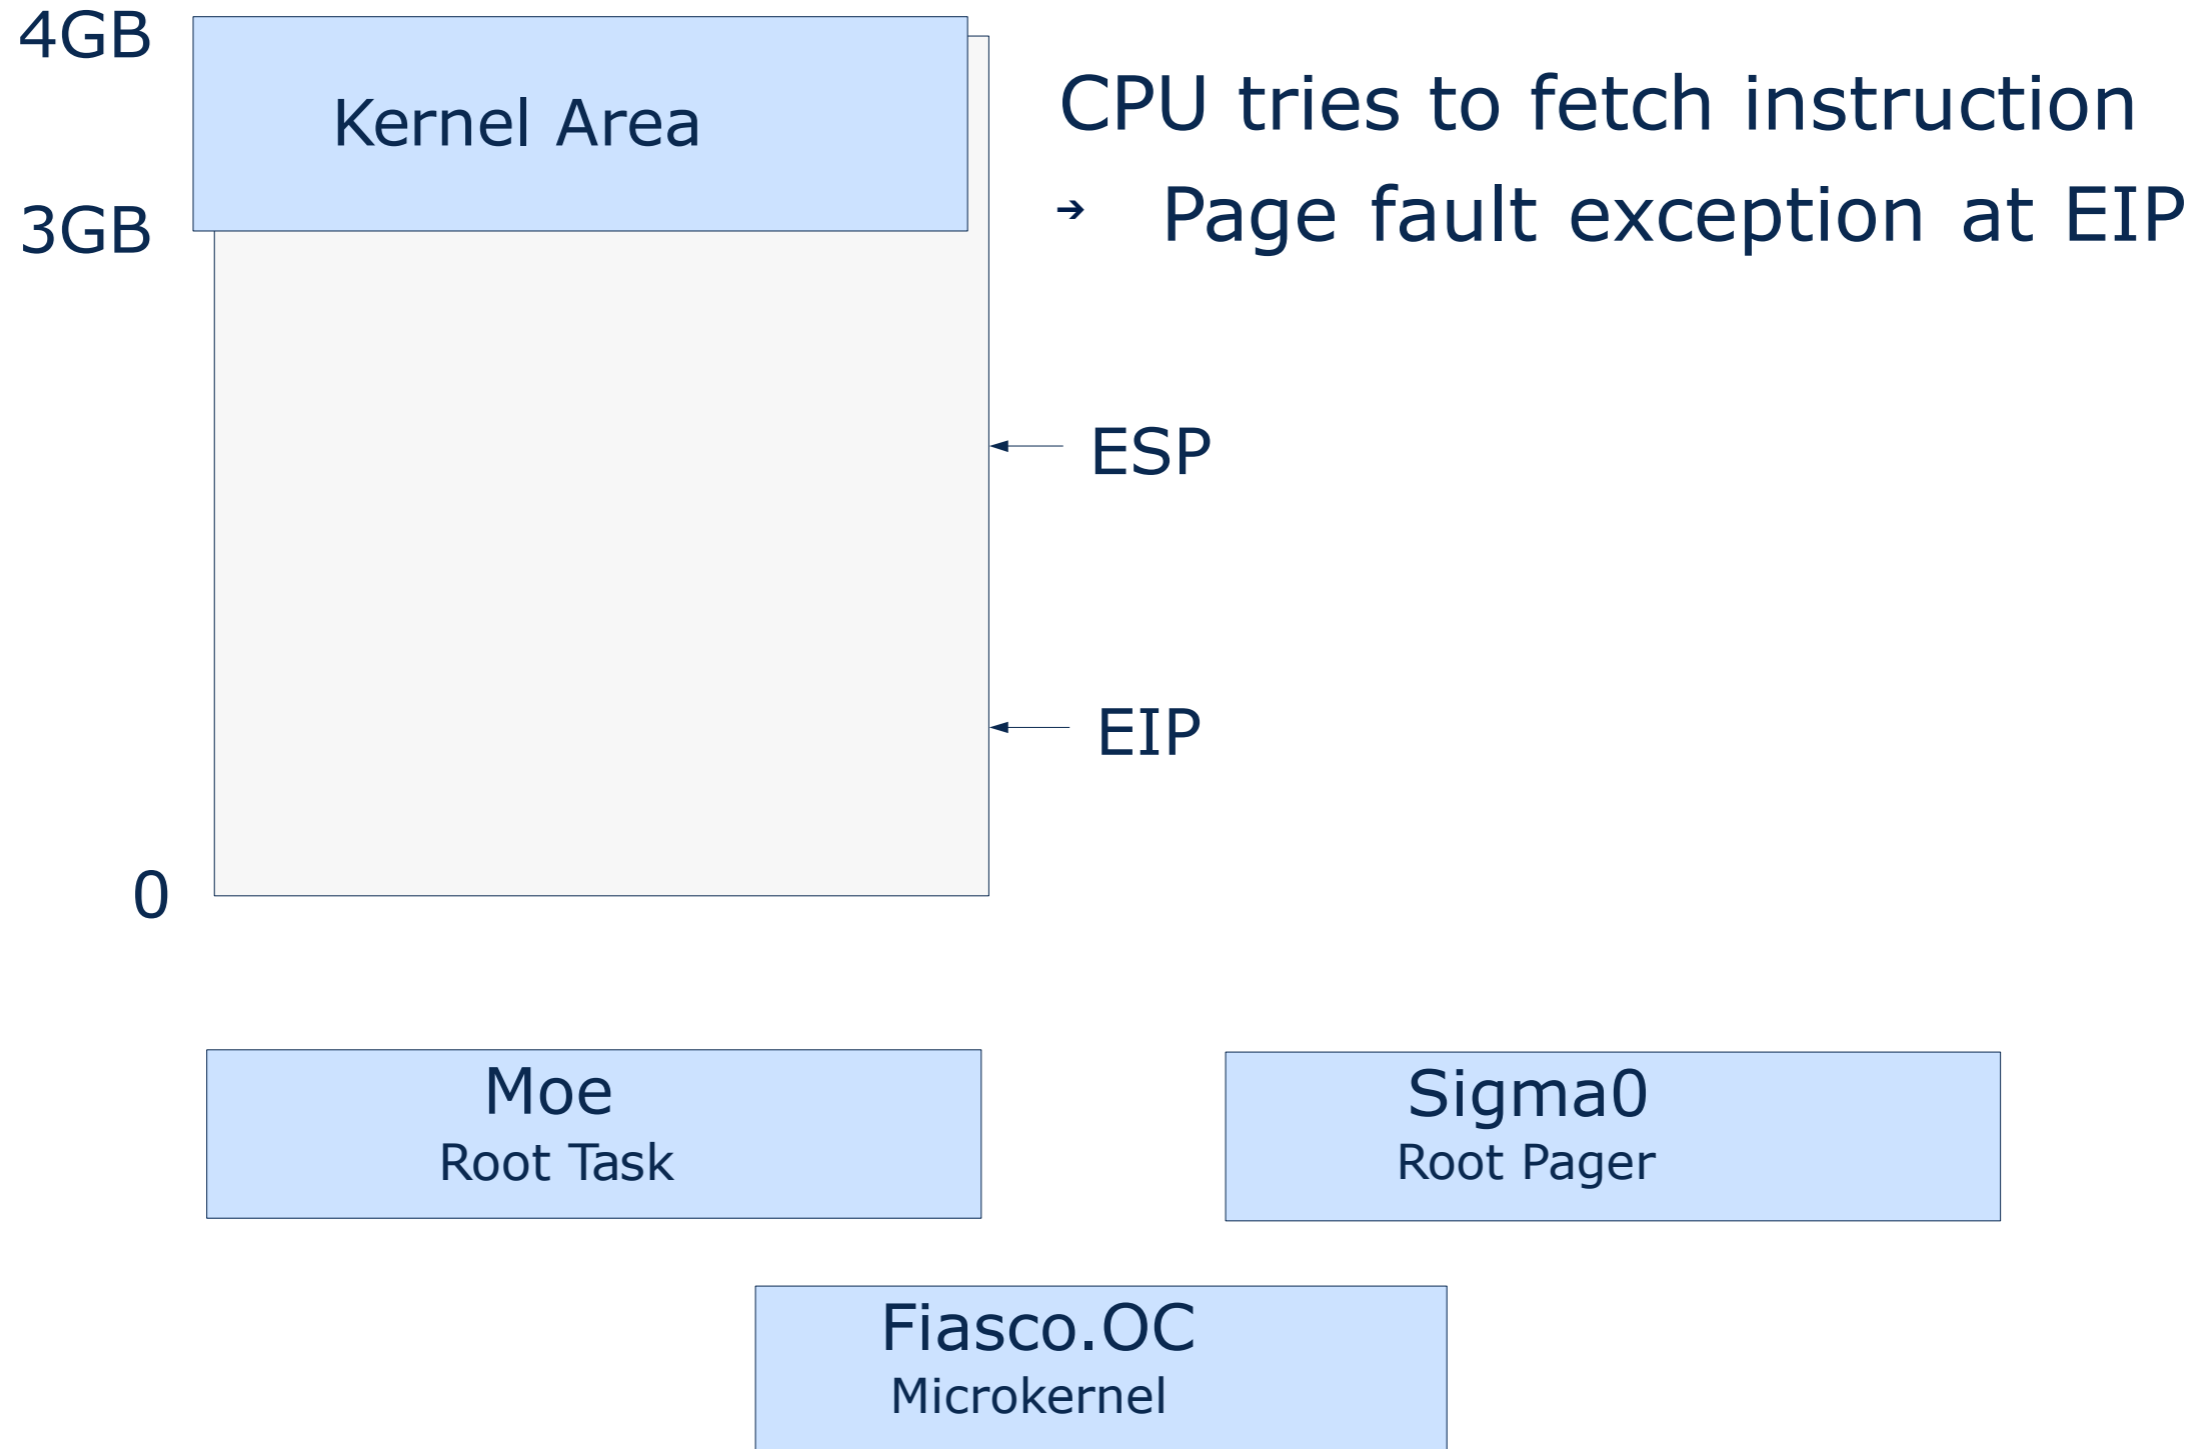 4GB
Kernel Area
3GB
CPU tries to fetch instruction
➔ Page fault exception at EIP
ESP
EIP
0
Moe
Root Task
Sigma0
Root Pager
Fiasco.OC
Microkernel